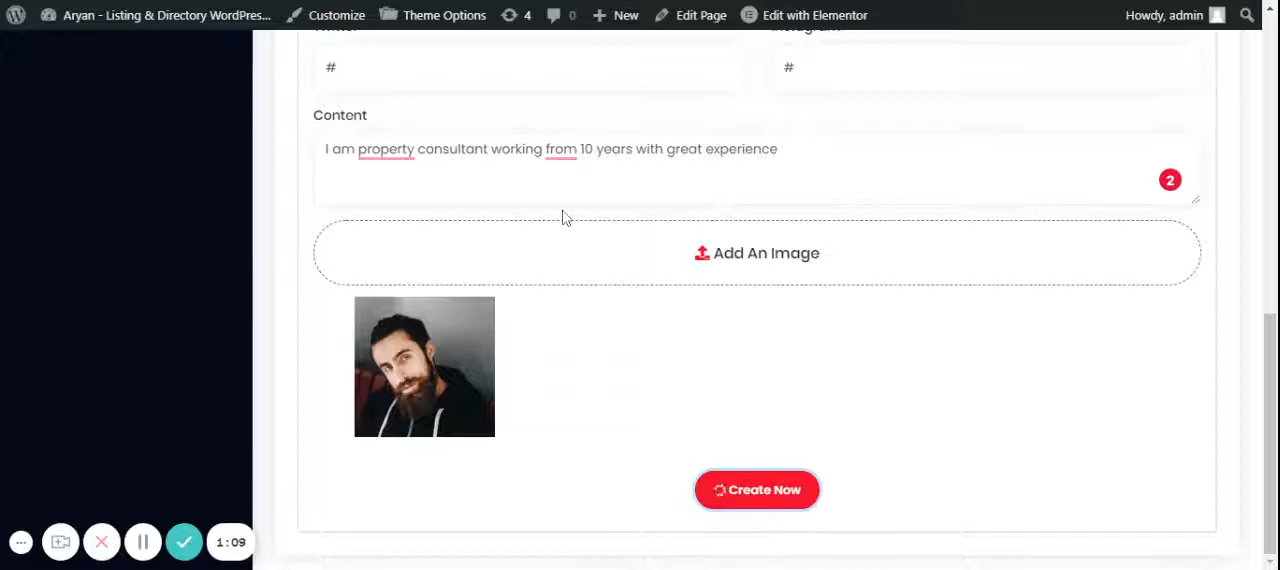 Aryan - Listing & Directory WordPress... Customize Theme Options 4 0 New Edit Page Edit with Elementor Howdy, admin
# #
Content
I am property consultant working from 10 years with great experience
2
Add An Image
Create Now
1:09